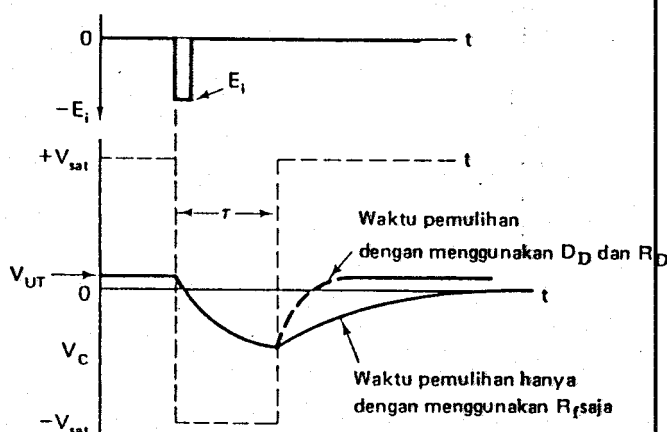 0
t
E_i
-E_i
+V_sat
t
τ
Waktu pemulihan
dengan menggunakan D_D dan R_D
V_UT
0
t
V_C
Waktu pemulihan hanya
dengan menggunakan R_f saja
-V_sat